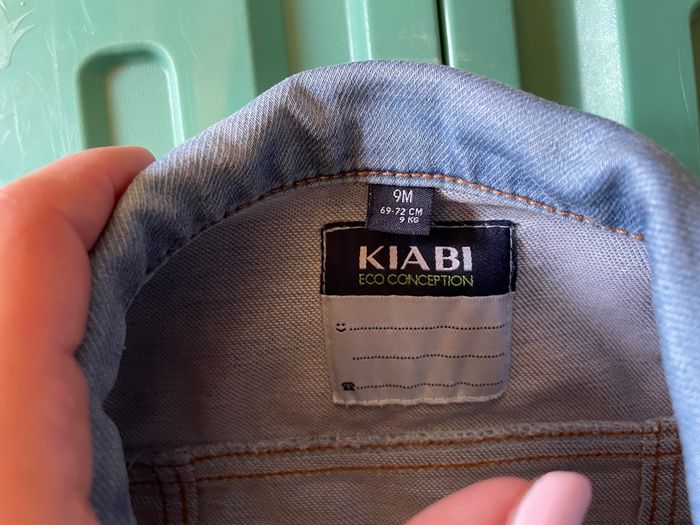 9M
69-72 CM
9 KG
KIABI
ECO CONCEPTION